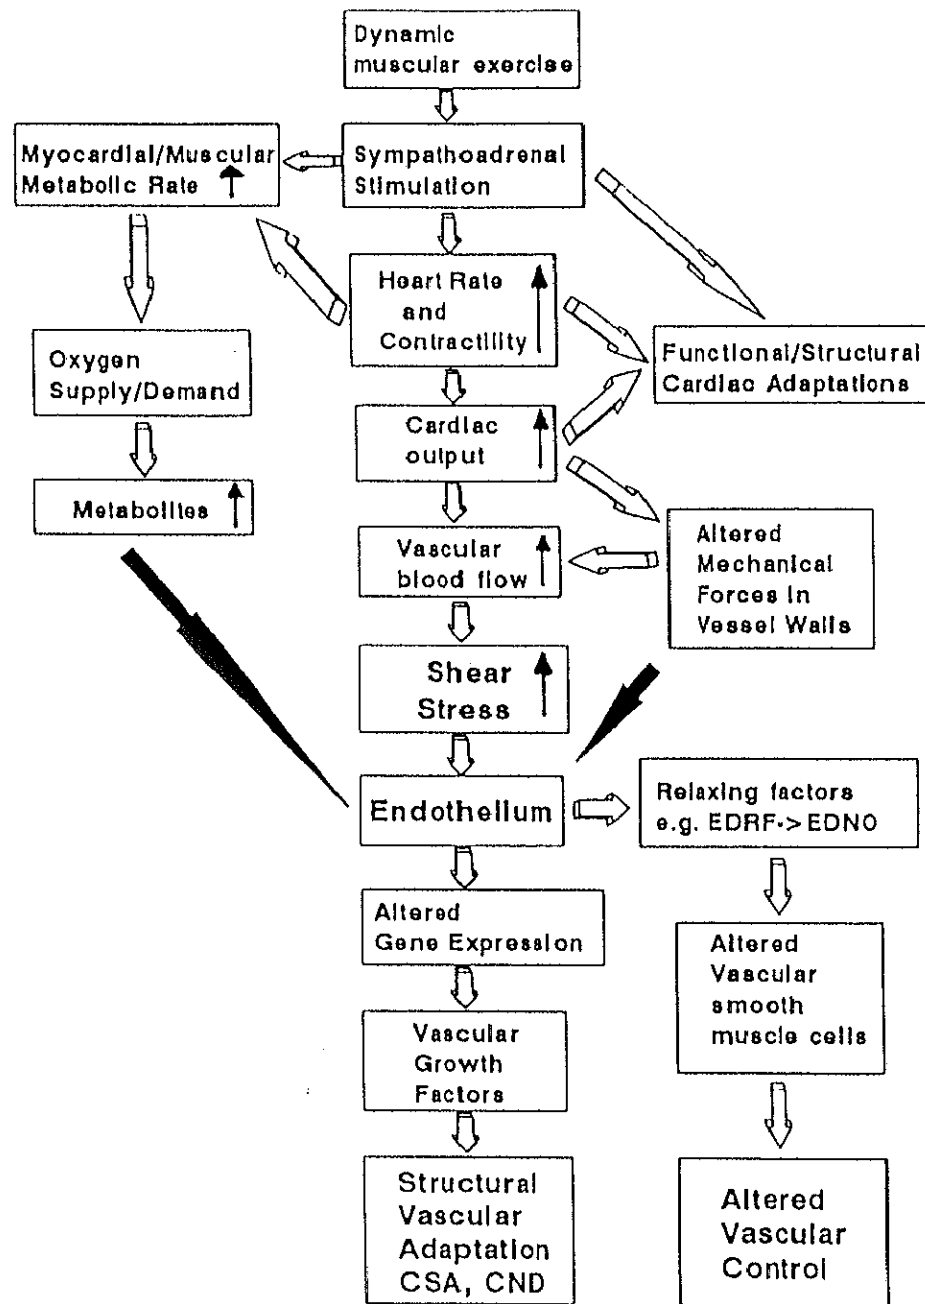 Dynamic
muscular exercise
Myocardial/Muscular
Metabolic Rate
Sympathoadrenal
Stimulation
Heart Rate
and
Contractility
Oxygen
Supply/Demand
Functional/Structural
Cardiac Adaptations
Cardiac
output
Metabolites
Vascular
blood flow
Altered
Mechanical
Forces in
Vessel Walls
Shear
Stress
Endothelium
Relaxing factors
e.g. EDRF->EDNO
Altered
Gene Expression
Altered
Vascular
smooth
muscle cells
Vascular
Growth
Factors
Structural
Vascular
Adaptation
CSA, CND
Altered
Vascular
Control